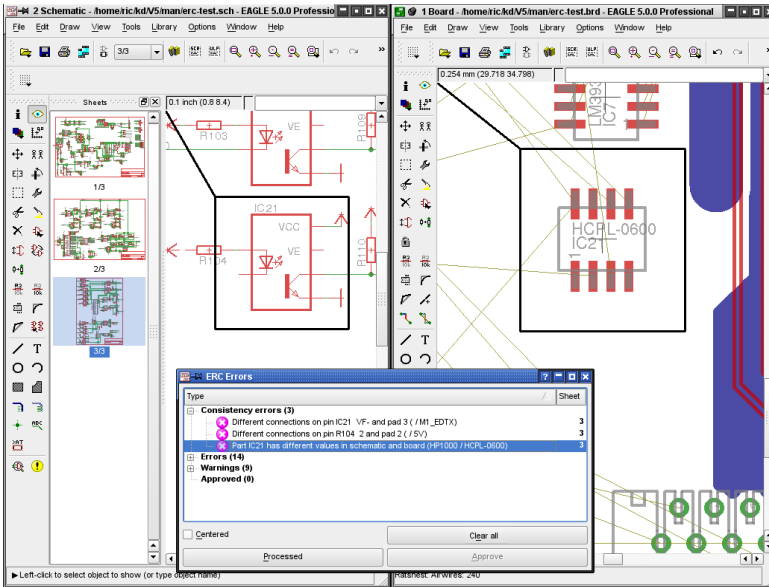 2 Schematic - /home/ric/kd/V5/man/erc-test.sch - EAGLE 5.0.0 Professio
File Edit Draw View Tools Library Options Window Help
3/3
Sheets
0.1 inch (0.8 8.4)
1/3
2/3
3/3
VE
R103
R109
IC21
VCC
VE
R104
R110
1 Board - /home/ric/kd/V5/man/erc-test.brd - EAGLE 5.0.0 Professional
File Edit Draw View Tools Library Options Window Help
0.254 mm (29.718 34.798)
LM393
IC7
HCPL-0600
IC21
1
ERC Errors
Type Sheet
Consistency errors (3)
Different connections on pin IC21 VF- and pad 3 ( / M1_EDTX) 3
Different connections on pin R104 2 and pad 2 ( / 5V) 3
Part IC21 has different values in schematic and board (HP1000 / HCPL-0600) 3
Errors (14)
Warnings (9)
Approved (0)
Centered
Clear all
Processed
Approve
Left-click to select object to show (or type object name)
Ratsnest: Airwires: 240